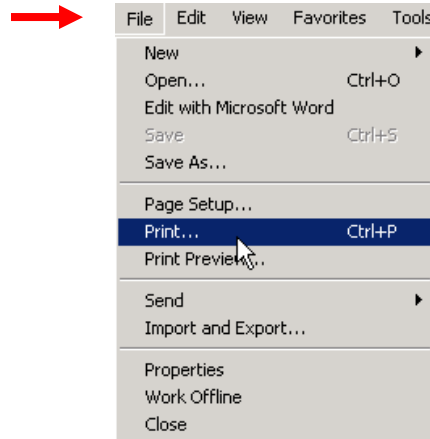 File Edit View Favorites Tools
New
Open... Ctrl+O
Edit with Microsoft Word
Save Ctrl+S
Save As...
Page Setup...
Print... Ctrl+P
Print Preview...
Send
Import and Export...
Properties
Work Offline
Close